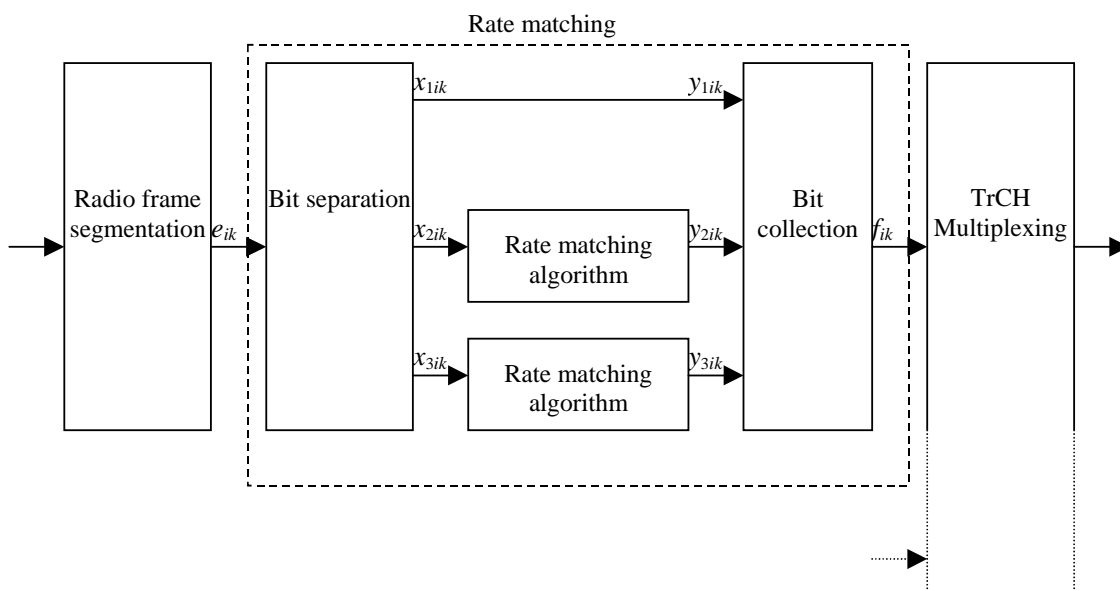 Rate matching
x1ik
y1ik
Radio frame
segmentation
eik
Bit separation
x2ik
Rate matching
algorithm
y2ik
Bit
collection
fik
TrCH
Multiplexing
x3ik
Rate matching
algorithm
y3ik